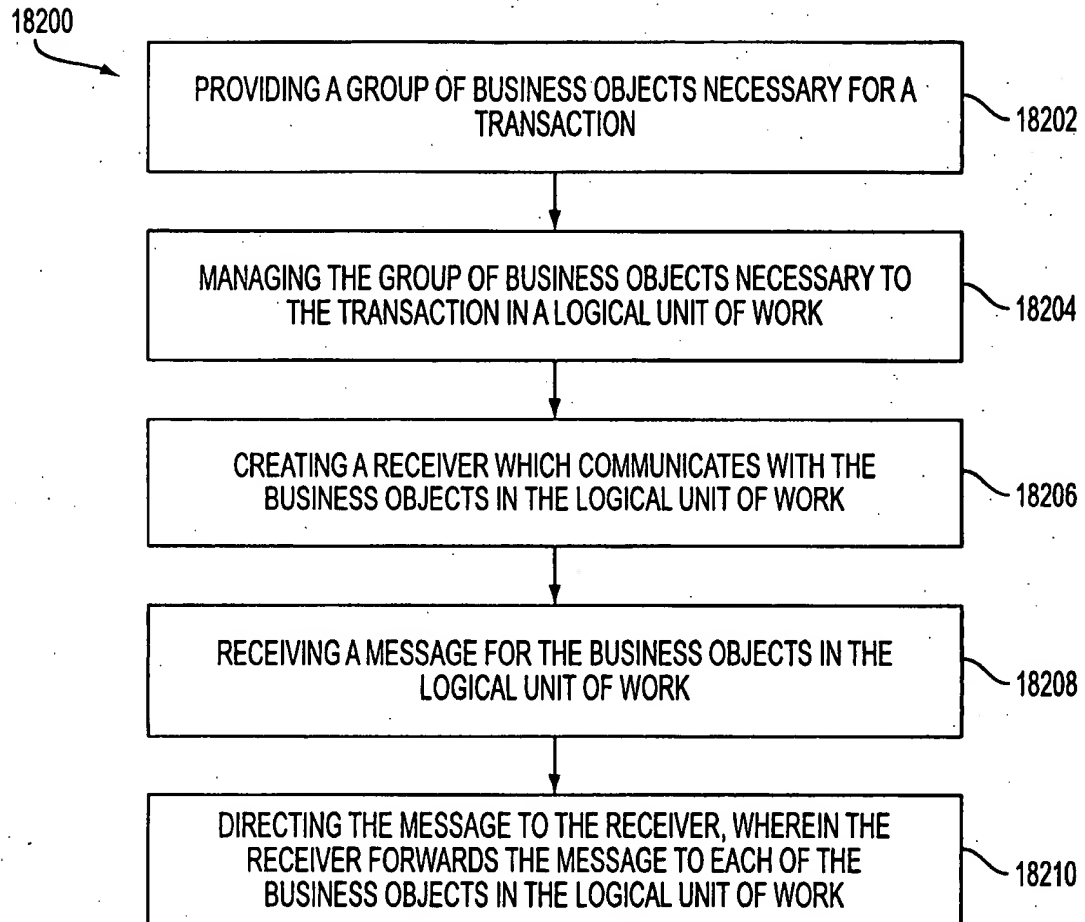 18200
PROVIDING A GROUP OF BUSINESS OBJECTS NECESSARY FOR A
TRANSACTION
18202
MANAGING THE GROUP OF BUSINESS OBJECTS NECESSARY TO
THE TRANSACTION IN A LOGICAL UNIT OF WORK
18204
CREATING A RECEIVER WHICH COMMUNICATES WITH THE
BUSINESS OBJECTS IN THE LOGICAL UNIT OF WORK
18206
RECEIVING A MESSAGE FOR THE BUSINESS OBJECTS IN THE
LOGICAL UNIT OF WORK
18208
DIRECTING THE MESSAGE TO THE RECEIVER, WHEREIN THE
RECEIVER FORWARDS THE MESSAGE TO EACH OF THE
BUSINESS OBJECTS IN THE LOGICAL UNIT OF WORK
18210